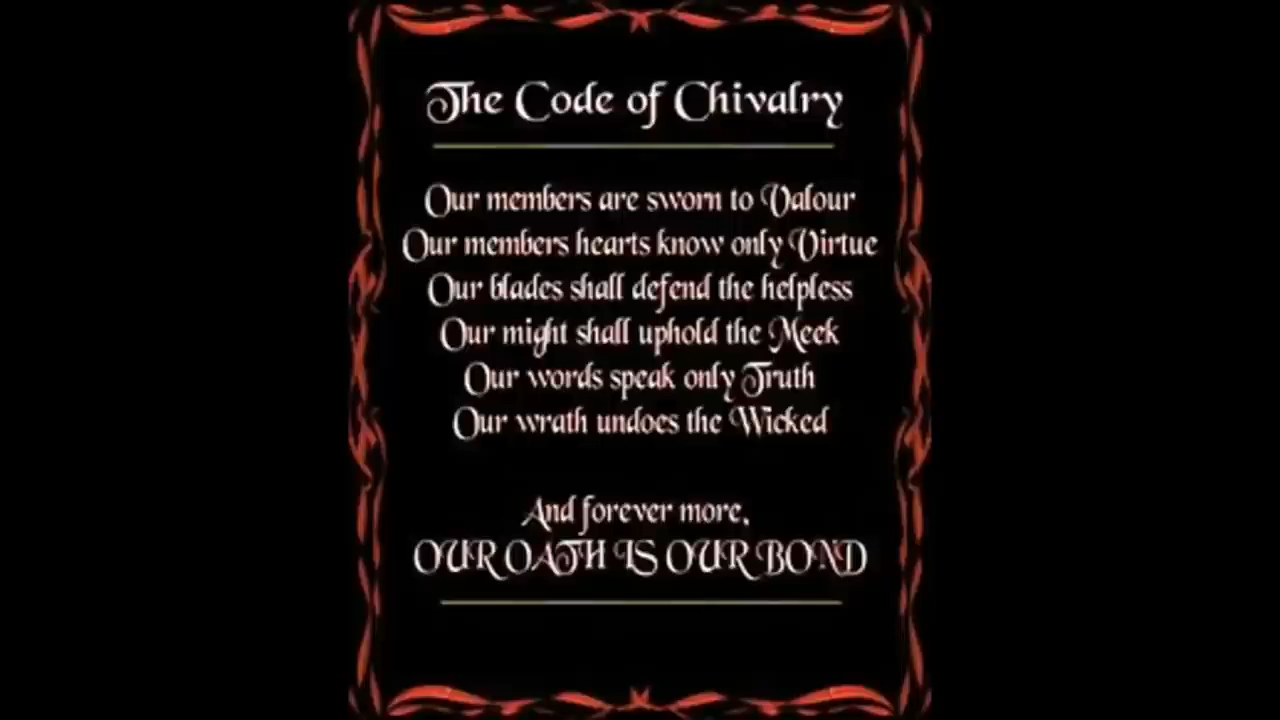 The Code of Chivalry
Our members are sworn to Valour
Our members hearts know only Virtue
Our blades shall defend the helpless
Our might shall uphold the Meek
Our words speak only Truth
Our wrath undoes the Wicked
And forever more,
OUR OATH IS OUR BOND